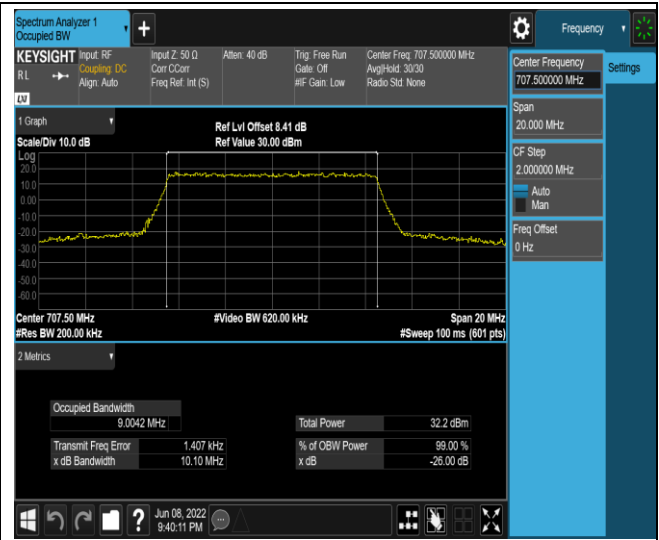 Spectrum Analyzer 1
Occupied BW
+
Frequency
KEYSIGHT
Input: RF
Coupling: DC
Align: Auto
Input Z: 50 Ω
Corr CCorr
Freq Ref: Int (S)
Atten: 40 dB
Trig: Free Run
Gate: Off
#IF Gain: Low
Center Freq: 707.500000 MHz
Avg|Hold: 30/30
Radio Std: None
R L
LW
Center Frequency
707.500000 MHz
Settings
Span
20.000 MHz
CF Step
2.000000 MHz
Auto
Man
Freq Offset
0 Hz
1 Graph
Scale/Div 10.0 dB
Ref Lvl Offset 8.41 dB
Ref Value 30.00 dBm
Log
20.0
10.0
0.00
-10.0
-20.0
-30.0
-40.0
-50.0
-60.0
Center 707.50 MHz
#Video BW 620.00 kHz
Span 20 MHz
#Res BW 200.00 kHz
#Sweep 100 ms (601 pts)
2 Metrics
Occupied Bandwidth
9.0042 MHz
Total Power 32.2 dBm
Transmit Freq Error 1.407 kHz
% of OBW Power 99.00 %
x dB Bandwidth 10.10 MHz
x dB -26.00 dB
?
Jun 08, 2022
9:40:11 PM